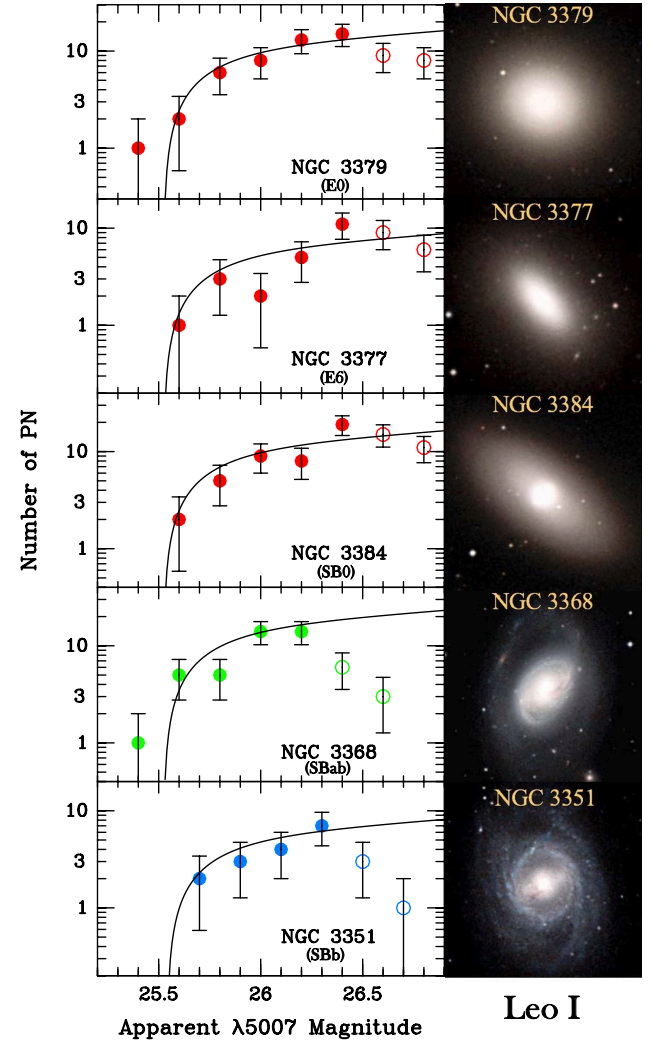 10
3
1
NGC 3379
(E0)
NGC 3379
10
3
1
NGC 3377
(E6)
NGC 3377
10
3
1
NGC 3384
(SB0)
NGC 3384
10
3
1
NGC 3368
(SBab)
NGC 3368
10
3
1
NGC 3351
(SBb)
NGC 3351
Number of PN
25.5 26 26.5
Apparent λ5007 Magnitude
Leo I